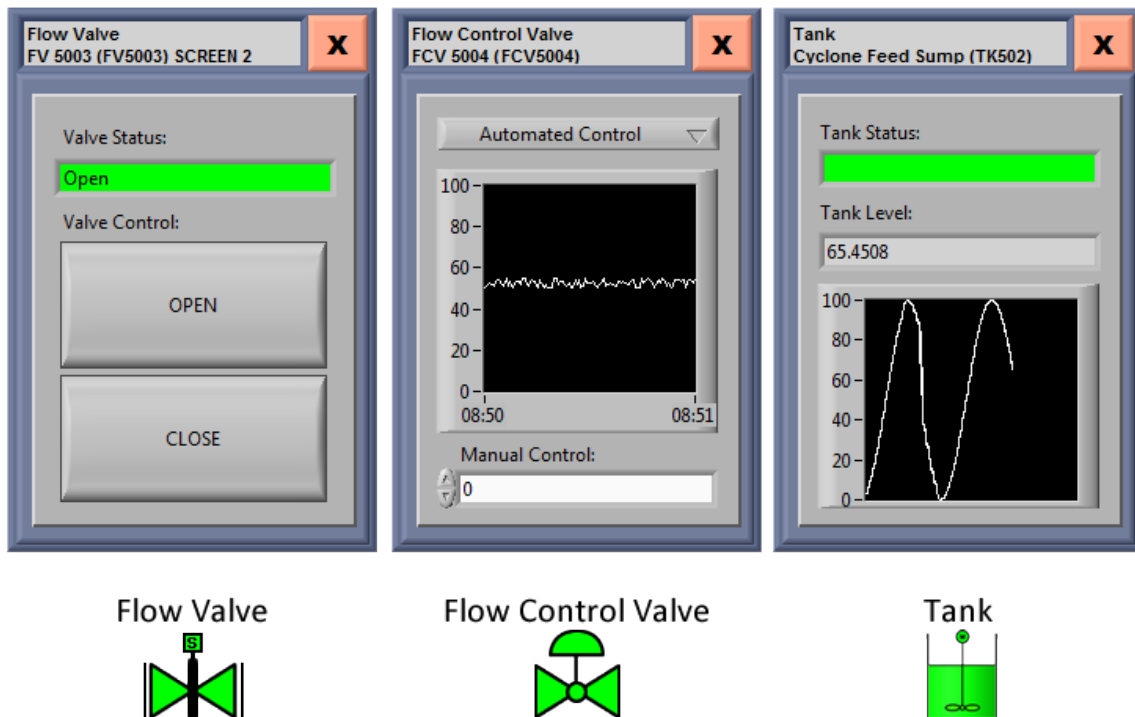 Flow Valve
FV 5003 (FV5003) SCREEN 2
X
Valve Status:
Open
Valve Control:
OPEN
CLOSE
Flow Control Valve
FCV 5004 (FCV5004)
X
Automated Control
100
80
60
40
20
0
08:50
08:51
Manual Control:
0
Tank
Cyclone Feed Sump (TK502)
X
Tank Status:
Tank Level:
65.4508
100
80
60
40
20
0
Flow Valve
S
Flow Control Valve
Tank